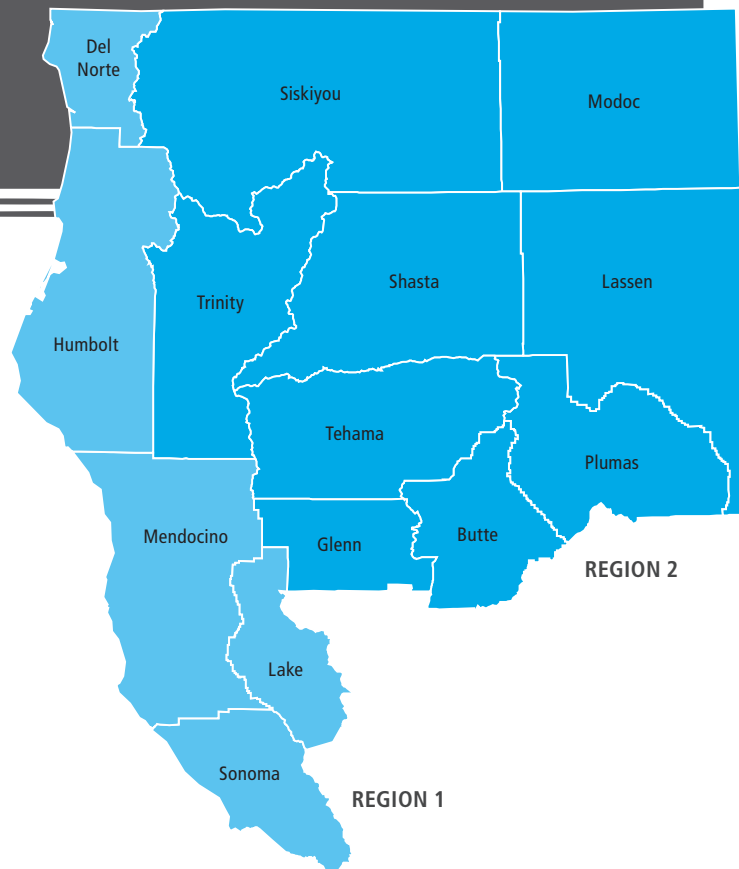 Del
Norte
Siskiyou
Modoc
Shasta
Lassen
Trinity
Humbolt
Tehama
Plumas
Mendocino
Glenn
Butte
REGION 2
Lake
Sonoma
REGION 1